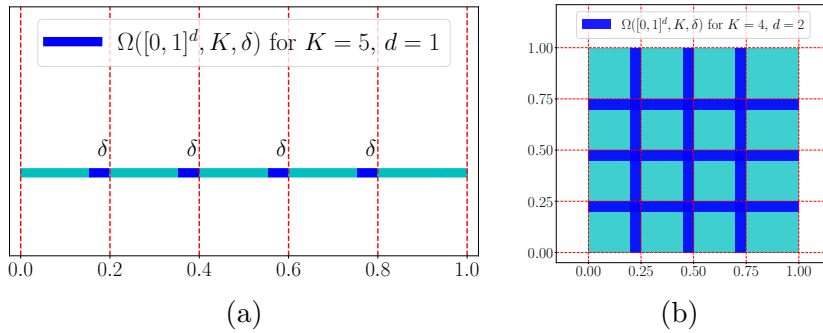 Ω([0, 1]^d, K, δ) for K = 5, d = 1
δ δ δ δ
0.0 0.2 0.4 0.6 0.8 1.0
(a)
Ω([0, 1]^d, K, δ) for K = 4, d = 2
1.00
0.75
0.50
0.25
0.00
0.00 0.25 0.50 0.75 1.00
(b)